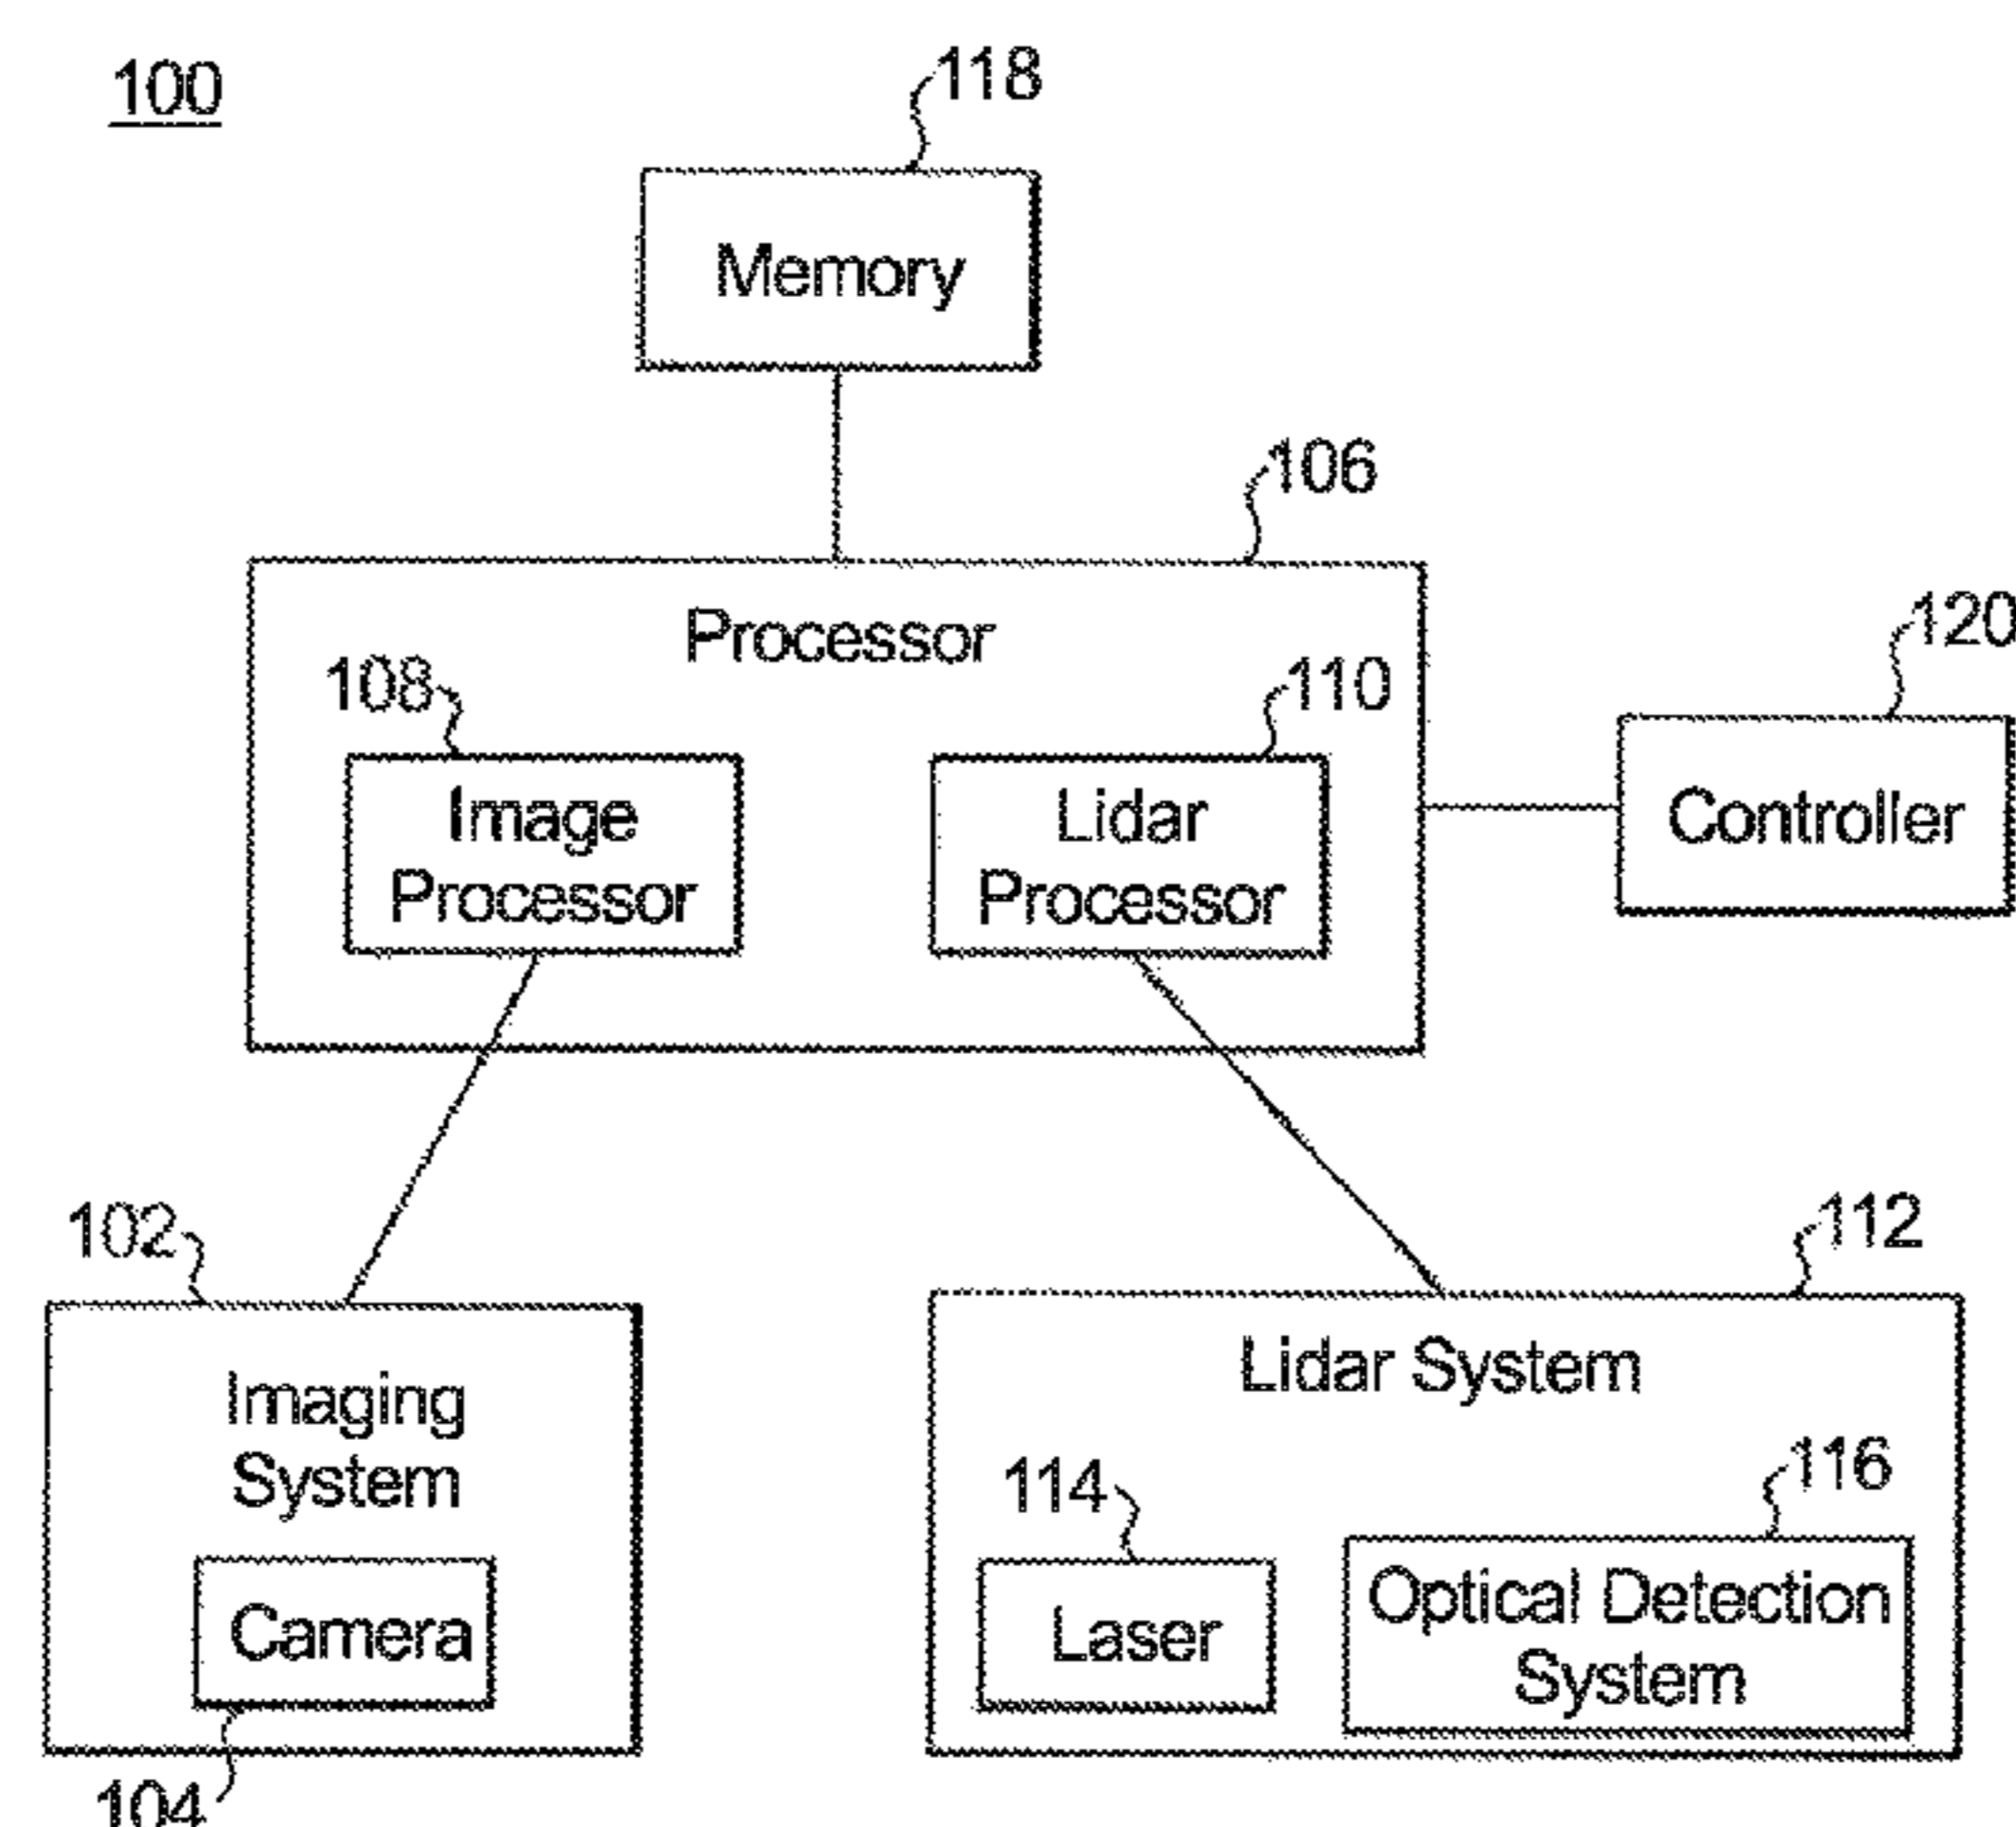 100
118
Memory
106
Processor
120
108
110
Image
Processor
Lidar
Processor
Controller
102
112
Imaging
System
Lidar System
114
116
Camera
Laser
Optical Detection
System
104